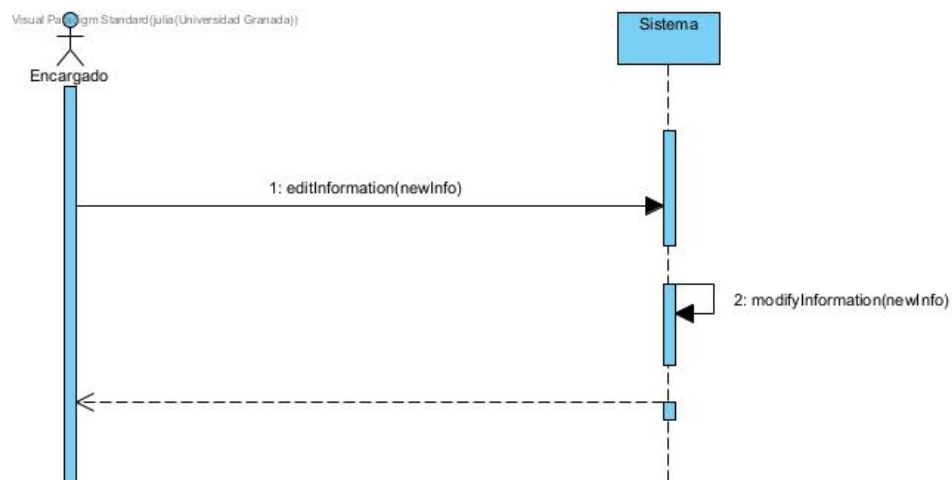 Visual Paradigm Standard(julia(Universidad Granada))
Sistema
Encargado
1: editInformation(newInfo)
2: modifyInformation(newInfo)